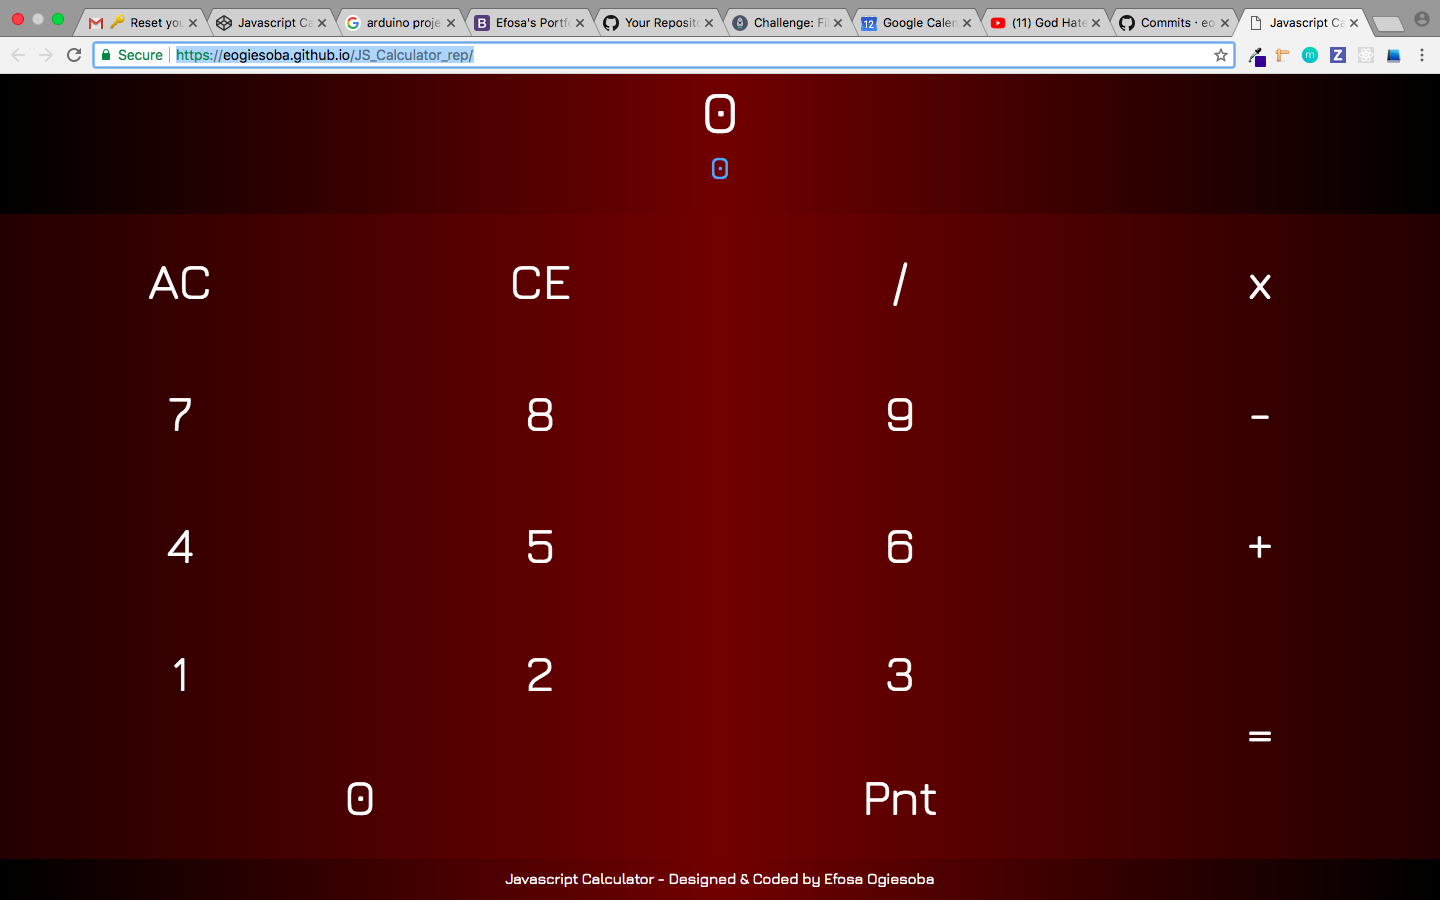 Reset you
Javascript Ca
arduino proje
Efosa's Portfo
Your Reposito
Challenge: Fi
12
Google Calen
(11) God Hate
Commits · eo
Javascript Ca
Secure
https://eogiesoba.github.io/JS_Calculator_rep/
0
0
AC CE / x
7 8 9 -
4 5 6 +
1 2 3
=
0 Pnt
Javascript Calculator - Designed & Coded by Efosa Ogiesoba